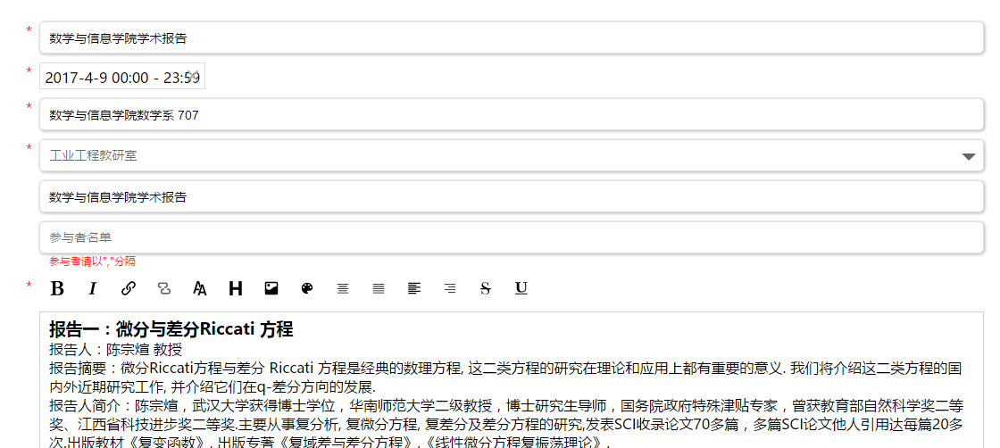 * 数学与信息学院学术报告
* 2017-4-9 00:00 - 23:59
* 数学与信息学院数学系 707
* 工业工程教研室
数学与信息学院学术报告
参与者名单
参与者请以","分隔
* B I A A H S U
报告一：微分与差分Riccati 方程
报告人：陈宗煊 教授
报告摘要：微分Riccati方程与差分 Riccati 方程是经典的数理方程, 这二类方程的研究在理论和应用上都有重要的意义. 我们将介绍这二类方程的国
内外近期研究工作, 并介绍它们在q-差分方向的发展.
报告人简介：陈宗煊，武汉大学获得博士学位，华南师范大学二级教授，博士研究生导师，国务院政府特殊津贴专家，曾获教育部自然科学奖二等
奖、江西省科技进步奖二等奖.主要从事复分析, 复微分方程, 复差分及差分方程的研究,发表SCI收录论文70多篇，多篇SCI论文他人引用达每篇20多
次.出版教材《复变函数》, 出版专著《复域差与差分方程》,《线性微分方程复振荡理论》.